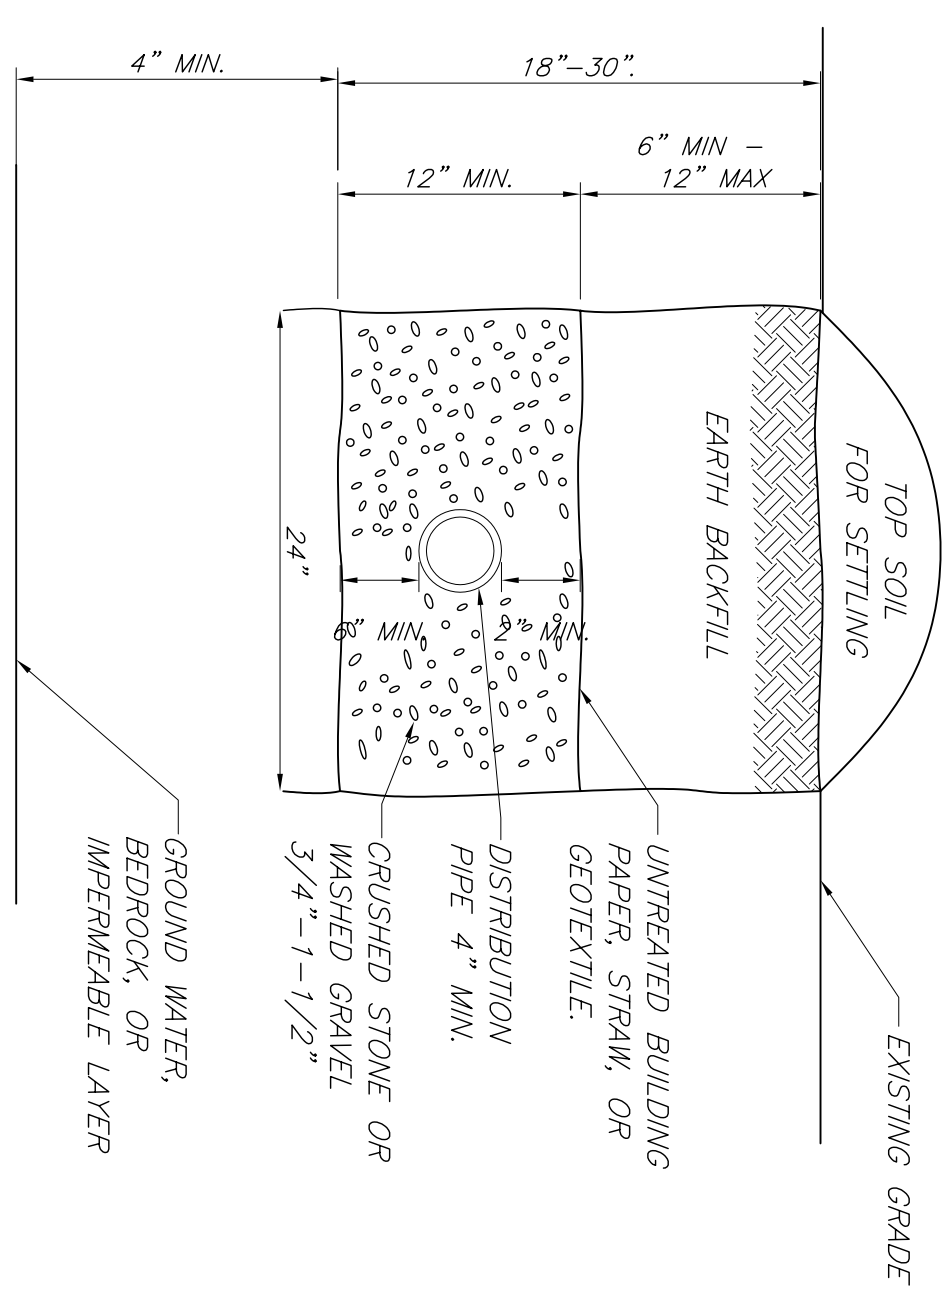 4” MIN.
18”–30”.
6” MIN –
12” MAX
12” MIN.
TOP SOIL
FOR SETTLING
EARTH BACKFILL
6” MIN.
2” MIN.
24”
EXISTING GRADE
UNTREATED BUILDING
PAPER, STRAW, OR
GEOTEXTILE.
DISTRIBUTION
PIPE 4” MIN.
CRUSHED STONE OR
WASHED GRAVEL
3/4”–1–1/2”
GROUND WATER,
BEDROCK, OR
IMPERMEABLE LAYER